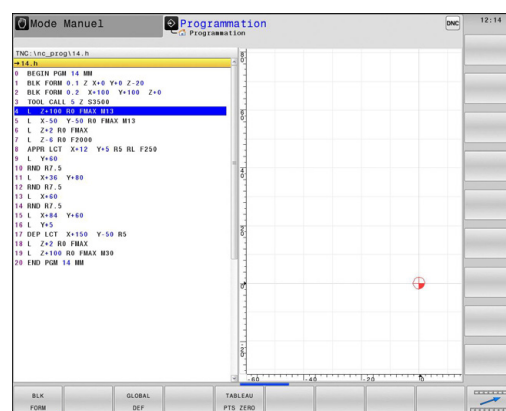 Mode Manuel
Programmation
Programmation
DNC
12:14
TNC:\nc_prog\14.h
→14.h
0 BEGIN PGM 14 MM
1 BLK FORM 0.1 Z X+0 Y+0 Z-20
2 BLK FORM 0.2 X+100 Y+100 Z+0
3 TOOL CALL 5 Z S3500
4 L Z+100 R0 FMAX M13
5 L X-50 Y-50 R0 FMAX M13
6 L Z+2 R0 FMAX
7 L Z-6 R0 F2000
8 APPR LCT X+12 Y+5 R5 RL F250
9 L Y+60
10 RND R7.5
11 L X+36 Y+80
12 RND R7.5
13 L X+60
14 RND R7.5
15 L X+84 Y+60
16 L Y+5
17 DEP LCT X+150 Y-50 R5
18 L Z+2 R0 FMAX
19 L Z+100 R0 FMAX M30
20 END PGM 14 MM
80
60
40
20
0
-20
-60
-40
-20
0
BLK FORM
GLOBAL DEF
TABLEAU PTS ZERO